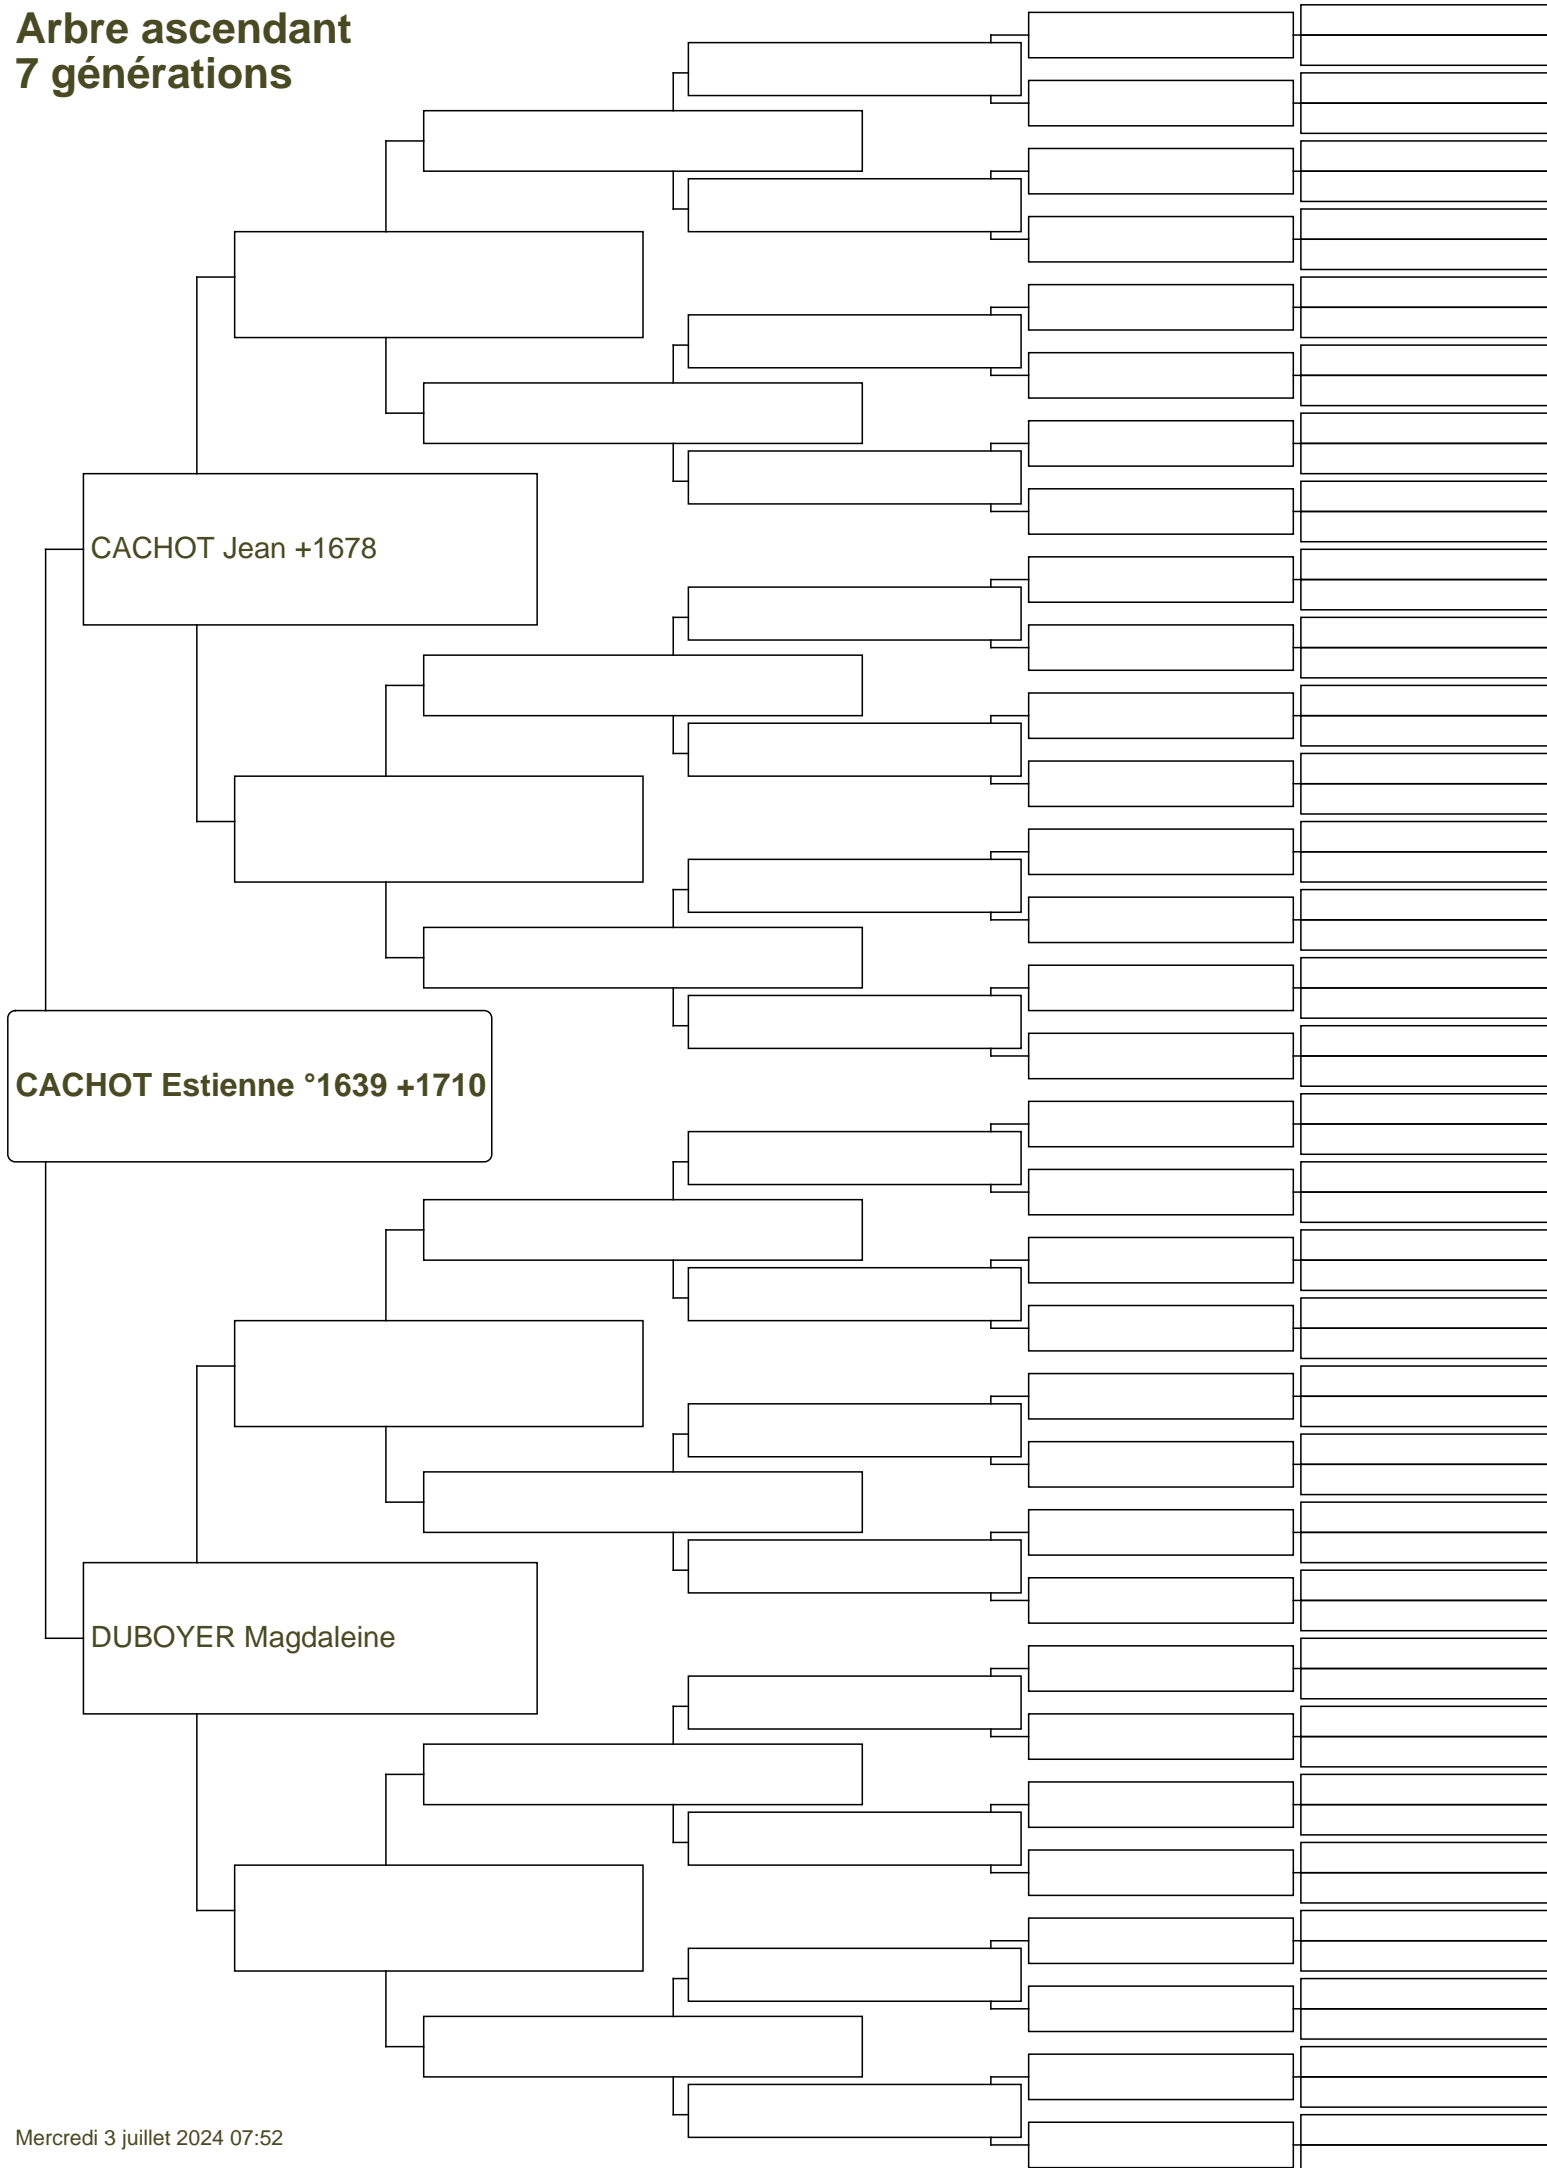 Arbre ascendant
7 générations
CACHOT Jean +1678
CACHOT Estienne °1639 +1710
DUBOYER Magdaleine
Mercredi 3 juillet 2024 07:52